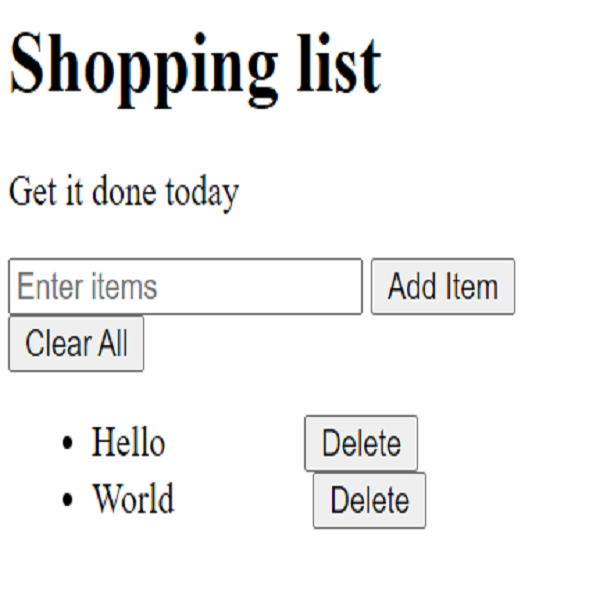 Shopping list
Get it done today
Enter items Add Item
Clear All
Hello Delete
World Delete